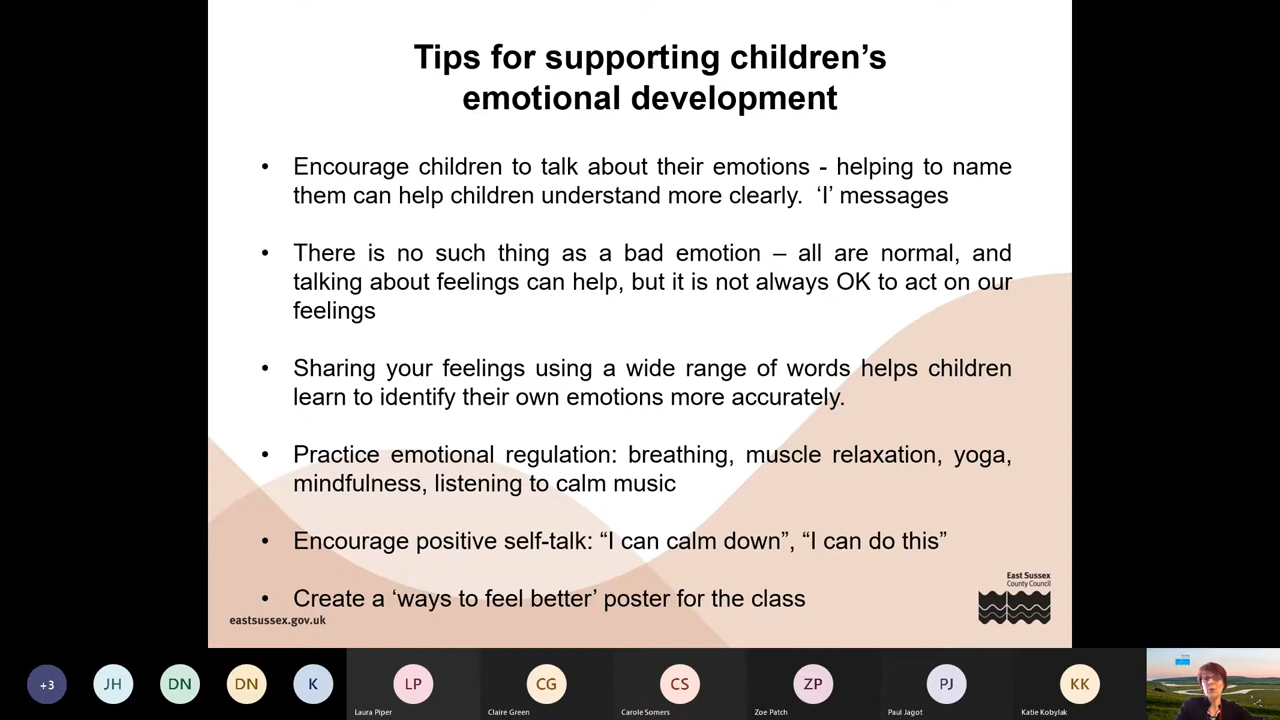 Tips for supporting children’s
emotional development
• Encourage children to talk about their emotions - helping to name
them can help children understand more clearly. ‘I’ messages
• There is no such thing as a bad emotion – all are normal, and
talking about feelings can help, but it is not always OK to act on our
feelings
• Sharing your feelings using a wide range of words helps children
learn to identify their own emotions more accurately.
• Practice emotional regulation: breathing, muscle relaxation, yoga,
mindfulness, listening to calm music
• Encourage positive self-talk: “I can calm down”, “I can do this”
• Create a ‘ways to feel better’ poster for the class
eastsussex.gov.uk
East Sussex
County Council
+3
JH
DN
DN
K
LP
Laura Piper
CG
Claire Green
CS
Carole Somers
ZP
Zoe Patch
PJ
Paul Jagot
KK
Katie Kobylak